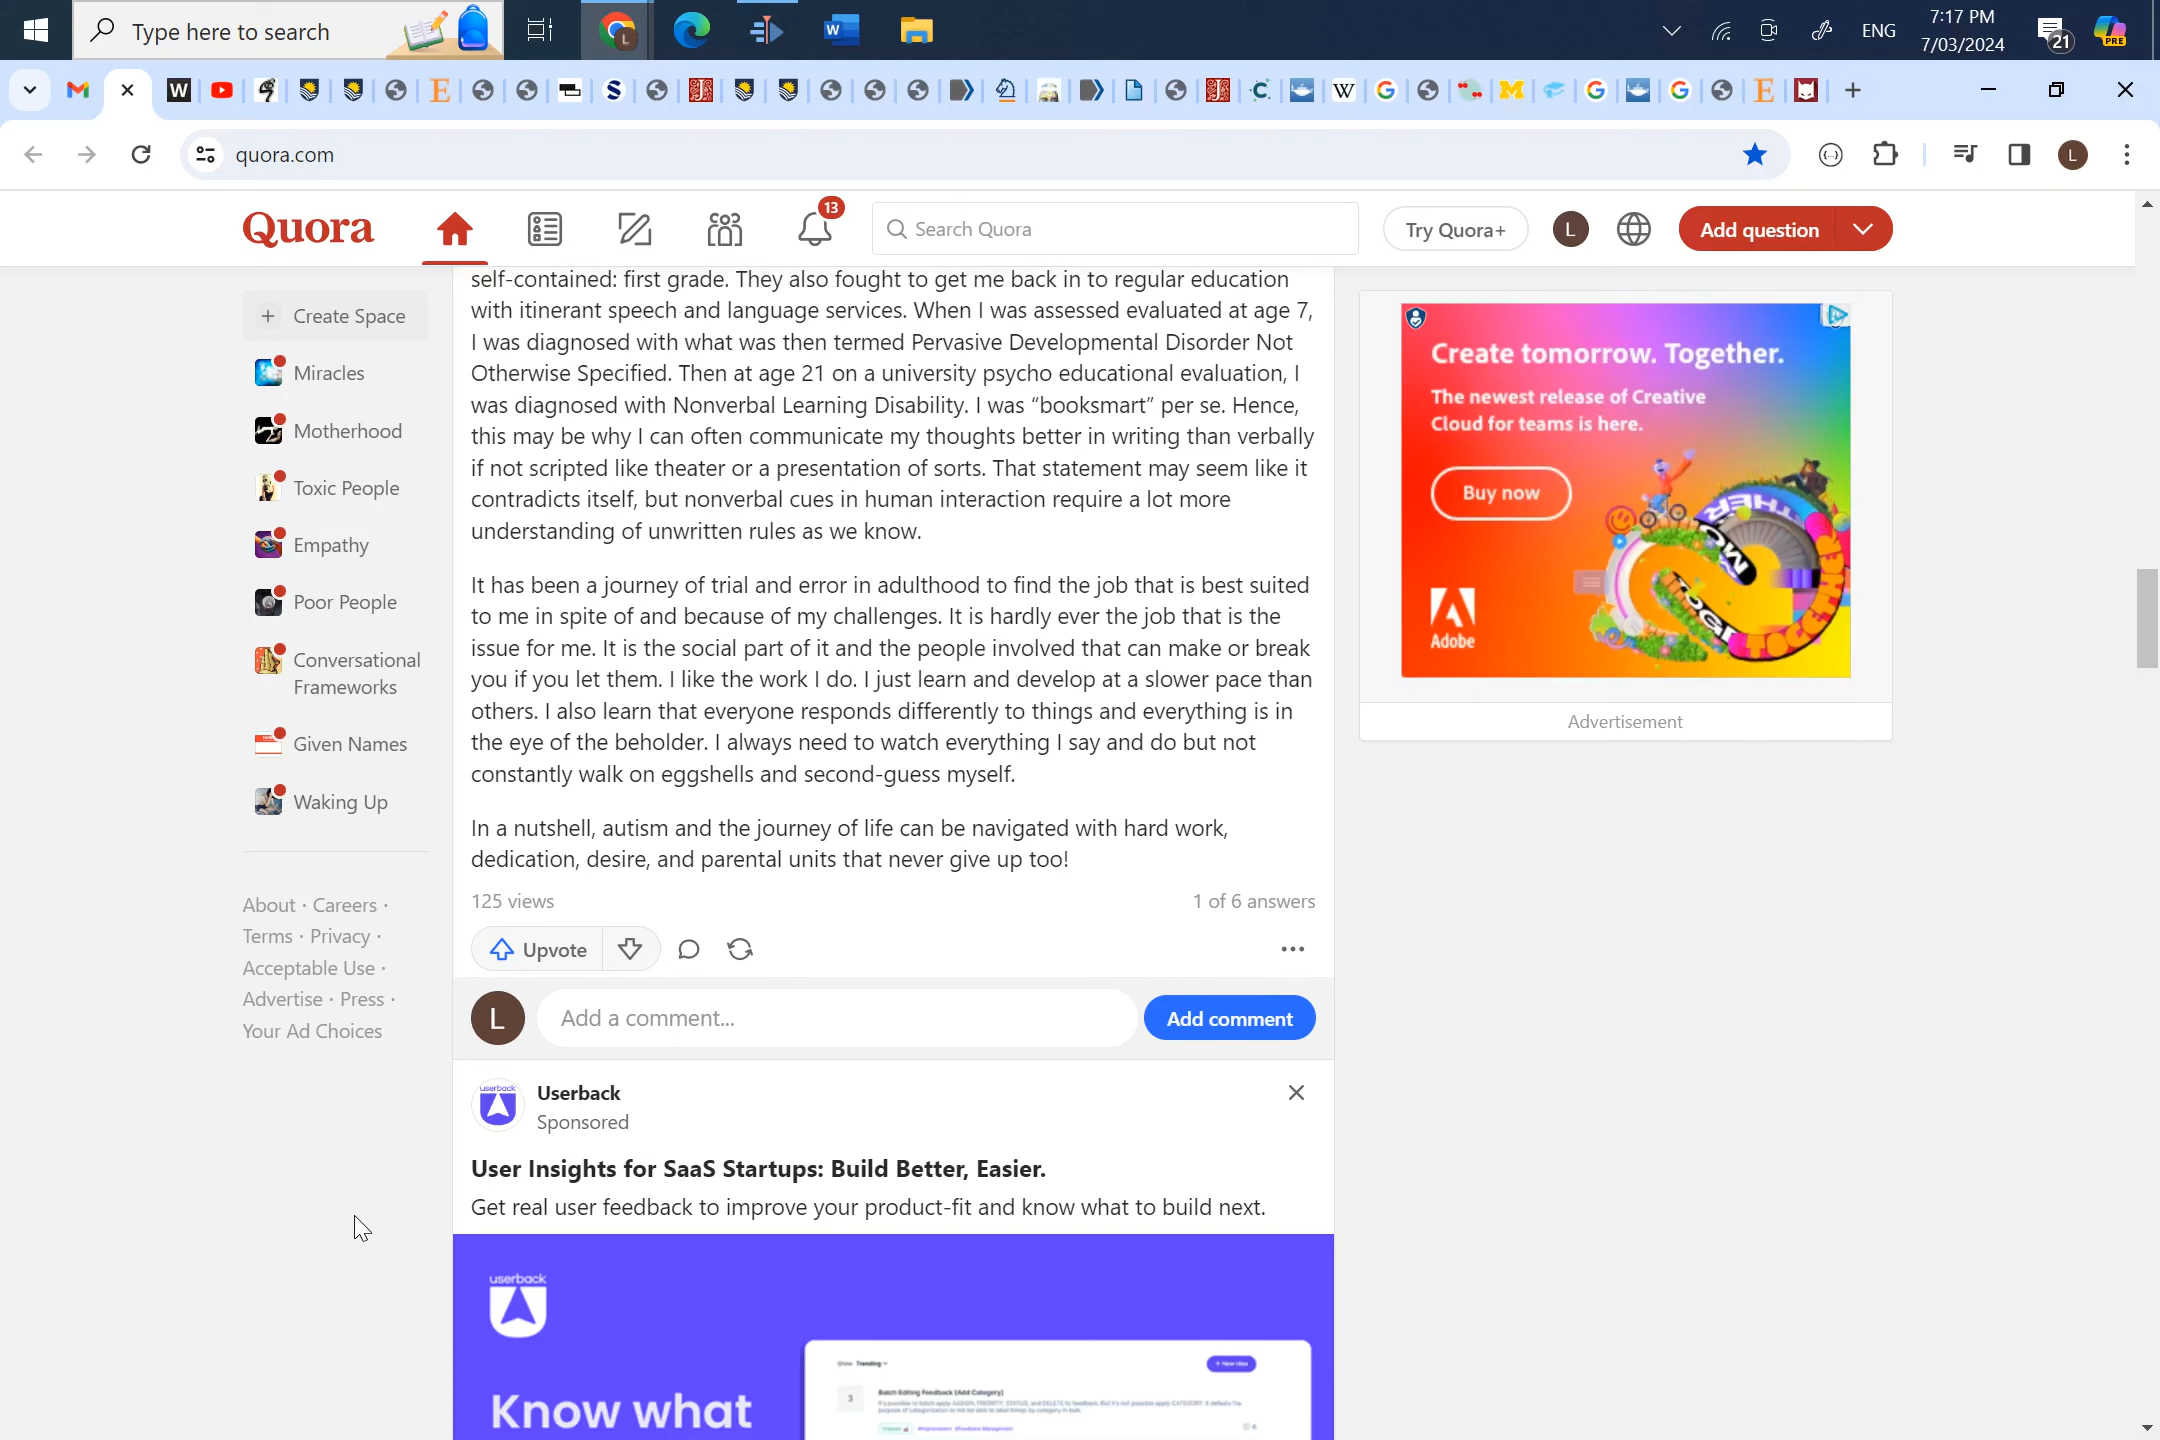 Type here to search
ENG
7:17 PM
7/03/2024
21
PRE
quora.com
L
Quora
13
Search Quora
Try Quora+
L
Add question
Create Space
Miracles
Motherhood
Toxic People
Empathy
Poor People
Conversational
Frameworks
Given Names
Waking Up
About · Careers ·
Terms · Privacy ·
Acceptable Use ·
Advertise · Press ·
Your Ad Choices
self-contained: first grade. They also fought to get me back in to regular education
with itinerant speech and language services. When I was assessed evaluated at age 7,
I was diagnosed with what was then termed Pervasive Developmental Disorder Not
Otherwise Specified. Then at age 21 on a university psycho educational evaluation, I
was diagnosed with Nonverbal Learning Disability. I was “booksmart” per se. Hence,
this may be why I can often communicate my thoughts better in writing than verbally
if not scripted like theater or a presentation of sorts. That statement may seem like it
contradicts itself, but nonverbal cues in human interaction require a lot more
understanding of unwritten rules as we know.
It has been a journey of trial and error in adulthood to find the job that is best suited
to me in spite of and because of my challenges. It is hardly ever the job that is the
issue for me. It is the social part of it and the people involved that can make or break
you if you let them. I like the work I do. I just learn and develop at a slower pace than
others. I also learn that everyone responds differently to things and everything is in
the eye of the beholder. I always need to watch everything I say and do but not
constantly walk on eggshells and second-guess myself.
In a nutshell, autism and the journey of life can be navigated with hard work,
dedication, desire, and parental units that never give up too!
125 views
1 of 6 answers
Upvote
L
Add a comment...
Add comment
userback
Userback
Sponsored
User Insights for SaaS Startups: Build Better, Easier.
Get real user feedback to improve your product-fit and know what to build next.
userback
Know what
Show Trending
+ New Idea
3
Batch Editing Feedback (Add Category)
Create tomorrow. Together.
The newest release of Creative
Cloud for teams is here.
Buy now
Adobe
Advertisement